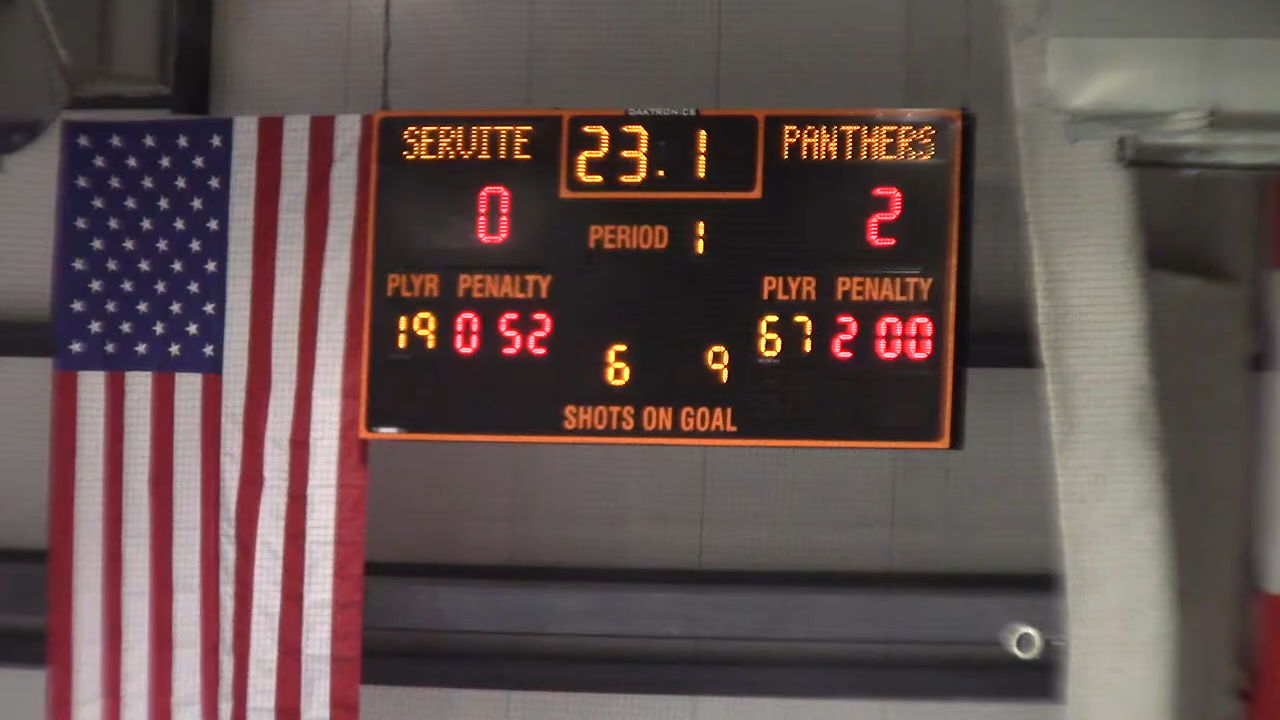 DAKTRONICS
SERVITE 23.1 PANTHERS
0 PERIOD 1 2
PLYR PENALTY PLYR PENALTY
19 0 52 67 2 00
6 9
SHOTS ON GOAL